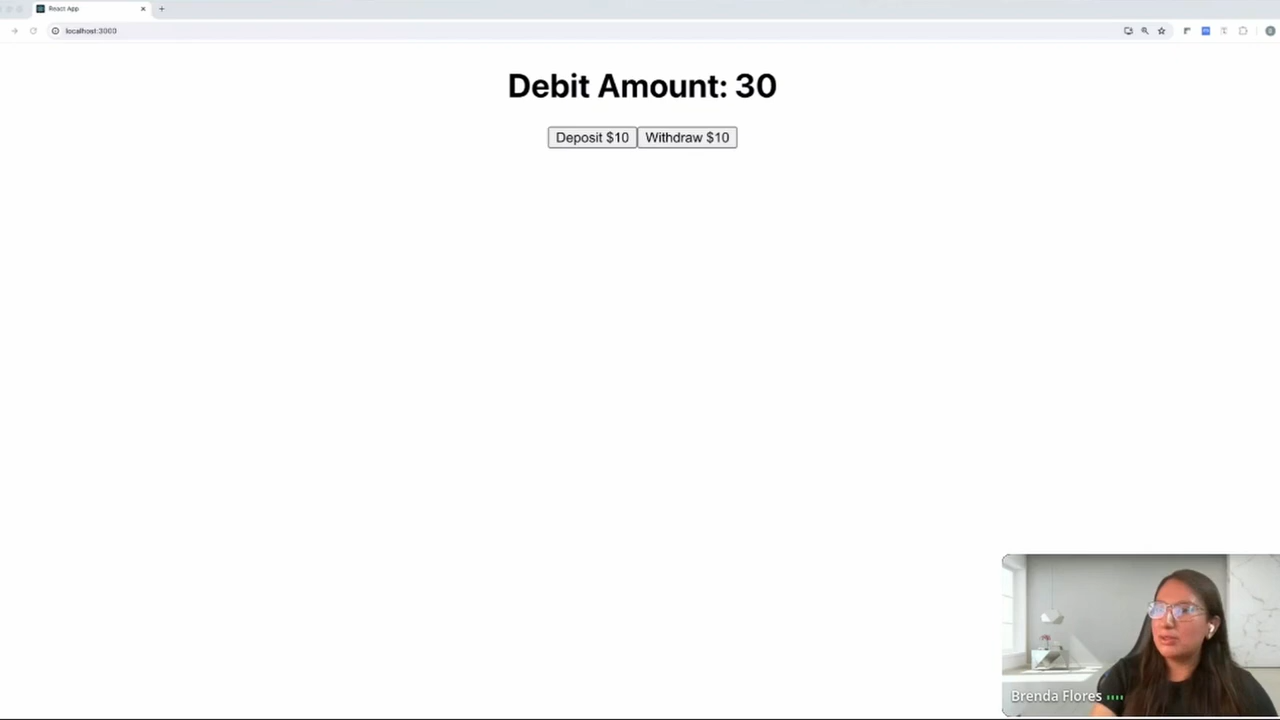 React App
localhost:3000
Debit Amount: 30
Deposit $10 Withdraw $10
Brenda Flores